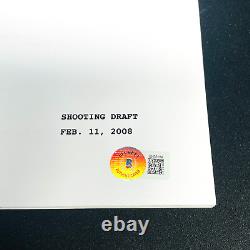 SHOOTING DRAFT
FEB. 11, 2008